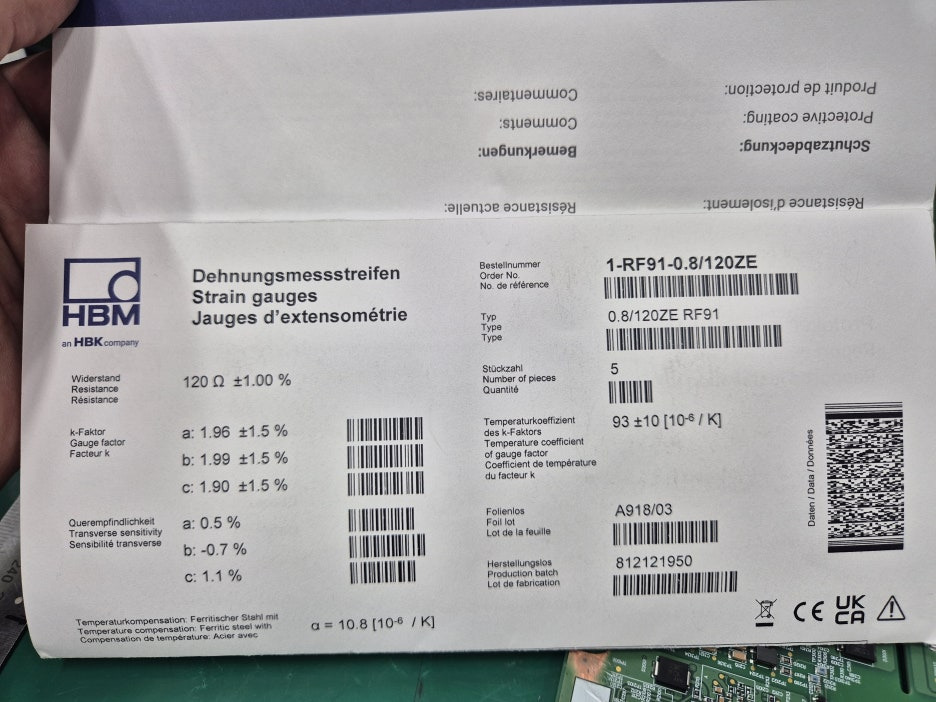 Produit de protection:
Commentaires:
Protective coating:
Comments:
Schutzabdeckung:
Bemerkungen:
Résistance d'isolement:
Résistance actuelle:
HBM
an HBK company
Dehnungsmessstreifen
Strain gauges
Jauges d'extensométrie
Widerstand
Resistance
Résistance
120 Ω ±1.00 %
k-Faktor
Gauge factor
Facteur k
a: 1.96 ±1.5 %
b: 1.99 ±1.5 %
c: 1.90 ±1.5 %
Querempfindlichkeit
Transverse sensitivity
Sensibilité transverse
a: 0.5 %
b: -0.7 %
c: 1.1 %
Temperaturkompensation: Ferritischer Stahl mit
Temperature compensation: Ferritic steel with
Compensation de température: Acier avec
α = 10.8 [10⁻⁶ / K]
Bestellnummer
Order No.
No. de référence
1-RF91-0.8/120ZE
Typ
Type
Type
0.8/120ZE RF91
Stückzahl
Number of pieces
Quantité
5
Temperaturkoeffizient
des k-Faktors
Temperature coefficient
of gauge factor
Coefficient de température
du facteur k
93 ±10 [10⁻⁶ / K]
Folienlos
Foil lot
Lot de la feuille
A918/03
Herstellungslos
Production batch
Lot de fabrication
812121950
Daten / Data / Données
CE
UK
CA
240